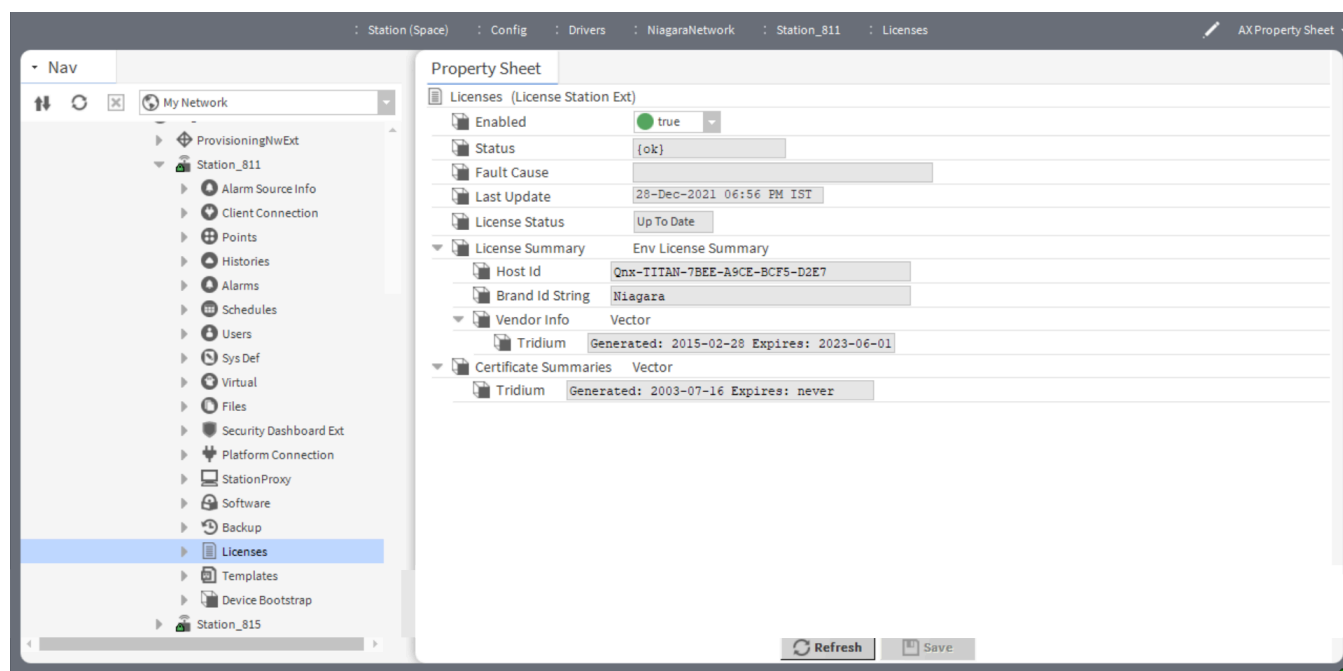 : Station (Space) : Config : Drivers : NiagaraNetwork : Station_811 : Licenses AX Property Sheet
Nav
My Network
ProvisioningNwExt
Station_811
Alarm Source Info
Client Connection
Points
Histories
Alarms
Schedules
Users
Sys Def
Virtual
Files
Security Dashboard Ext
Platform Connection
StationProxy
Software
Backup
Licenses
Templates
Device Bootstrap
Station_815
Property Sheet
Licenses (License Station Ext)
Enabled true
Status {ok}
Fault Cause
Last Update 28-Dec-2021 06:56 PM IST
License Status Up To Date
License Summary Env License Summary
Host Id Qnx-TITAN-7BEE-A9CE-BCF5-D2E7
Brand Id String Niagara
Vendor Info Vector
Tridium Generated: 2015-02-28 Expires: 2023-06-01
Certificate Summaries Vector
Tridium Generated: 2003-07-16 Expires: never
Refresh Save